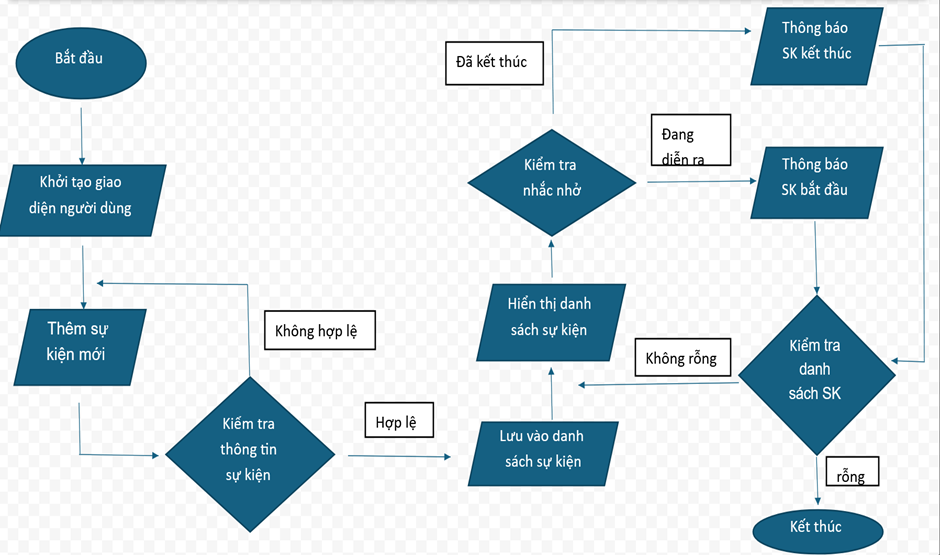 Bắt đầu
Khởi tạo giao
diện người dùng
Thêm sự
kiện mới
Không hợp lệ
Kiểm tra
thông tin
sự kiện
Hợp lệ
Lưu vào danh
sách sự kiện
Hiển thị danh
sách sự kiện
Kiểm tra
nhắc nhở
Đã kết thúc
Thông báo
SK kết thúc
Đang
diễn ra
Thông báo
SK bắt đầu
Kiểm tra
danh
sách SK
Không rỗng
rỗng
Kết thúc